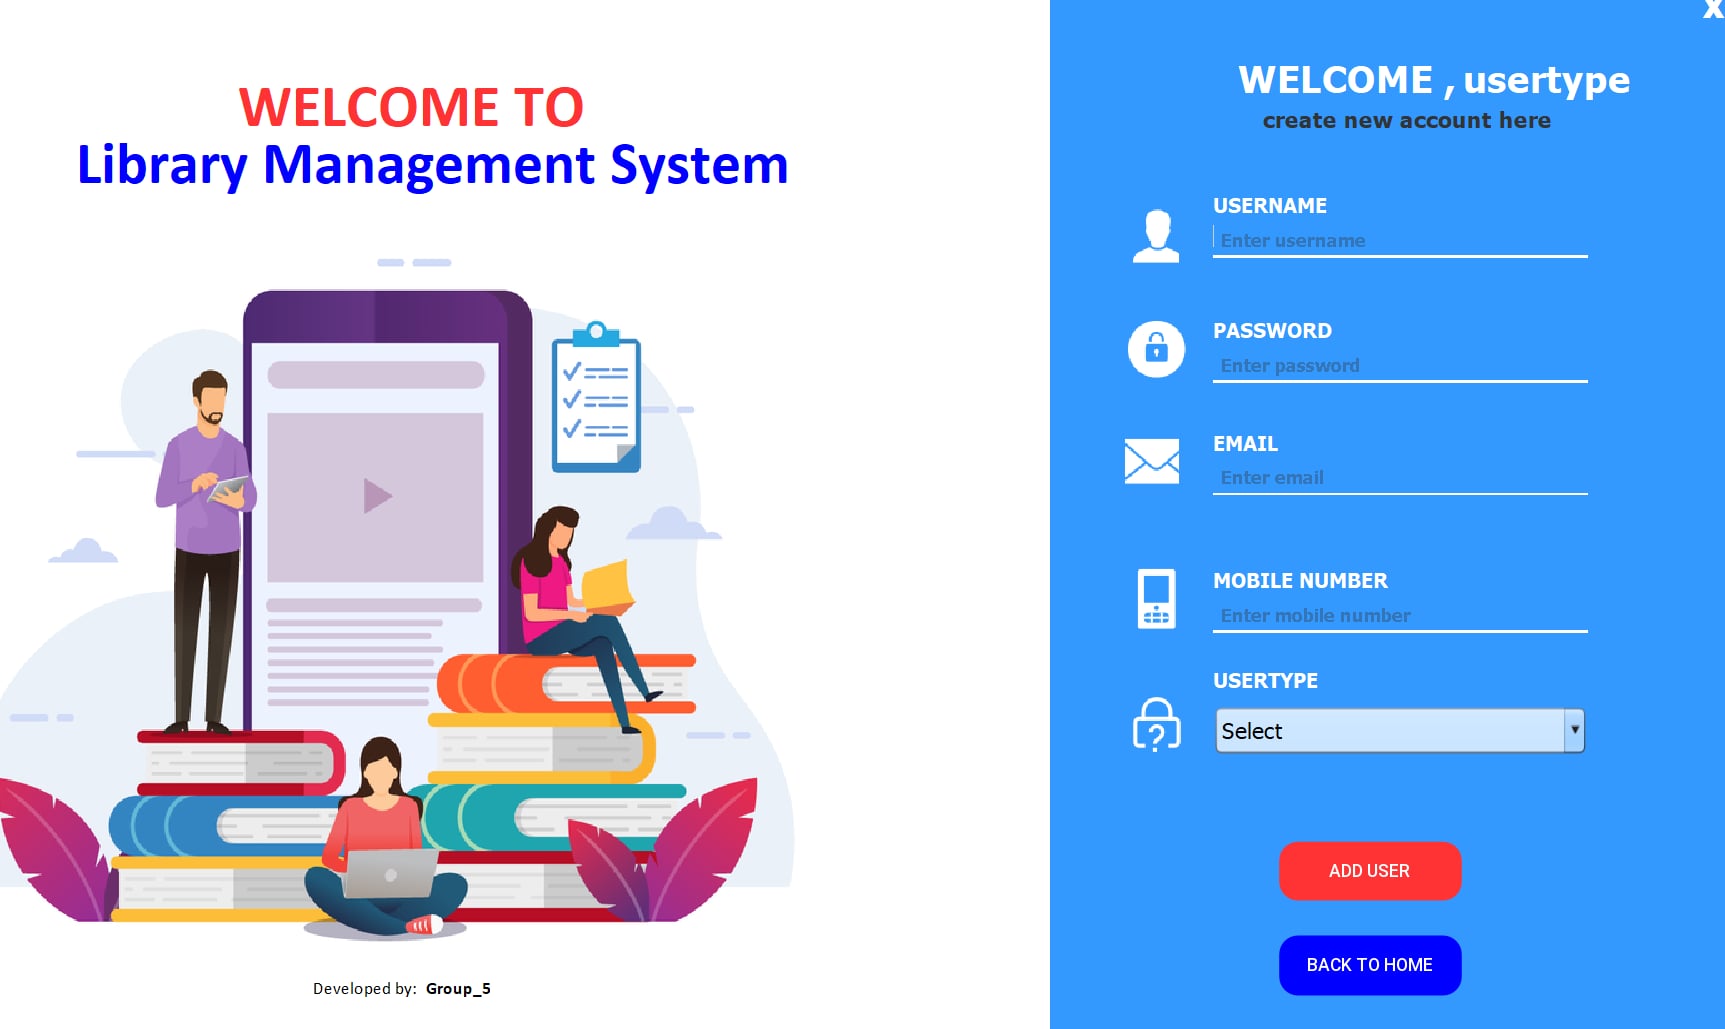 WELCOME TO
Library Management System
Developed by: Group_5
X
WELCOME , usertype
create new account here
USERNAME
Enter username
PASSWORD
Enter password
EMAIL
Enter email
MOBILE NUMBER
Enter mobile number
USERTYPE
Select
ADD USER
BACK TO HOME